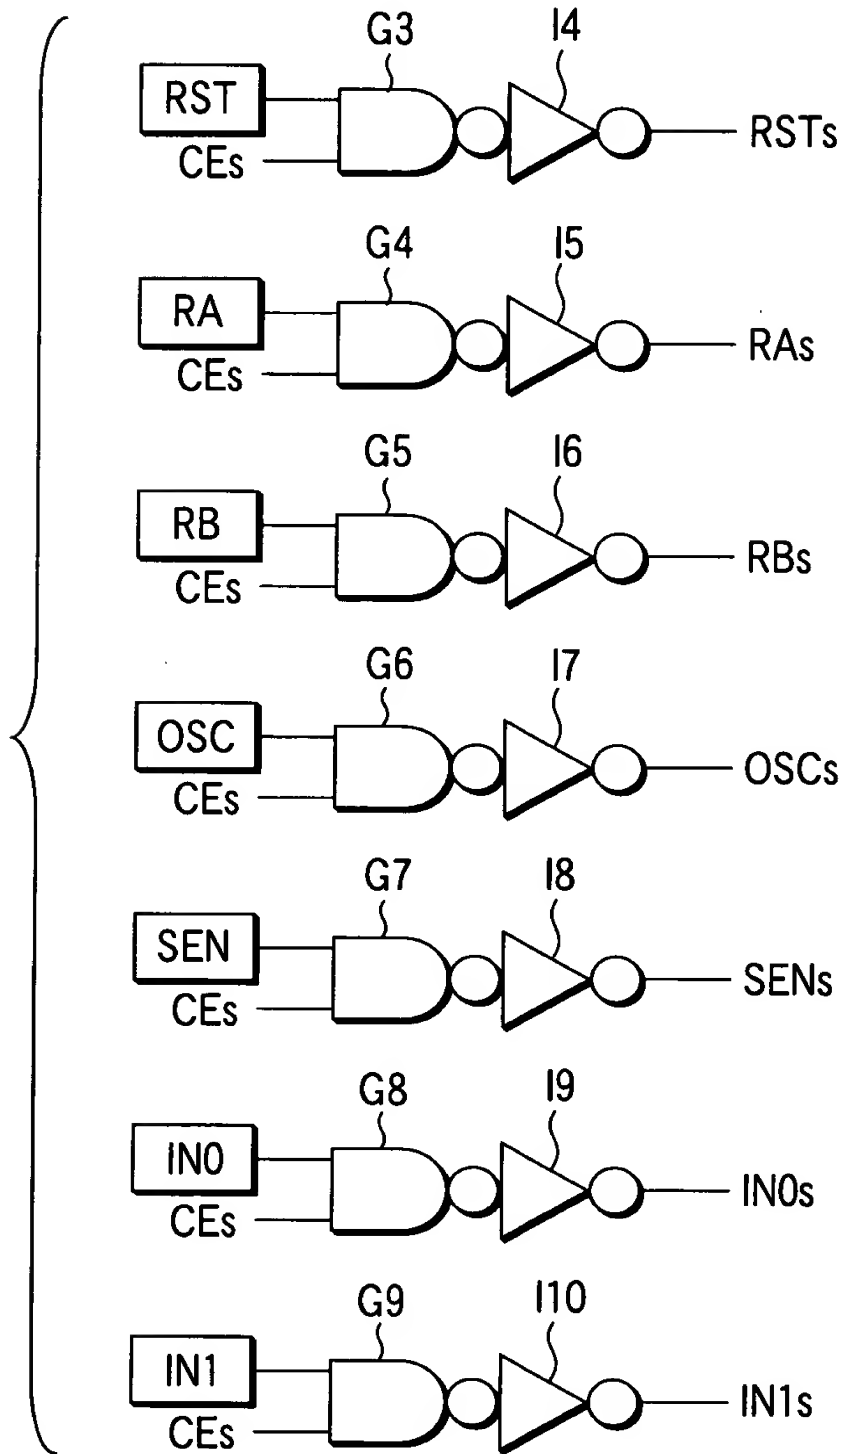 G3 I4
RST
CEs
RSTs
G4 I5
RA
CEs
RAs
G5 I6
RB
CEs
RBs
G6 I7
OSC
CEs
OSCs
G7 I8
SEN
CEs
SENs
G8 I9
IN0
CEs
IN0s
G9 I10
IN1
CEs
IN1s